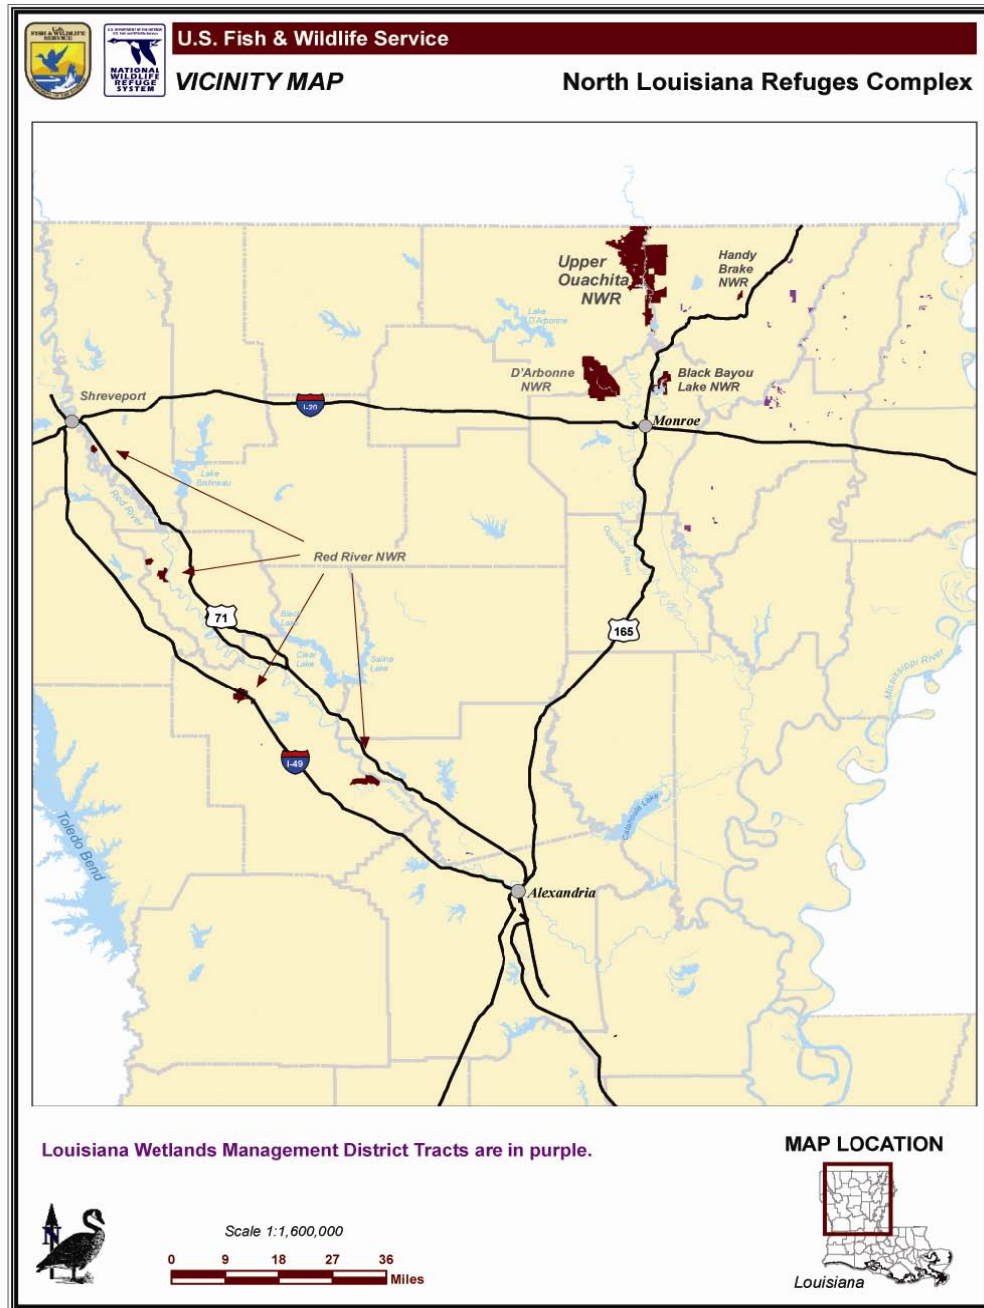 U.S.
FISH & WILDLIFE
SERVICE
NATIONAL
WILDLIFE
REFUGE
SYSTEM
U.S. Fish & Wildlife Service
VICINITY MAP
North Louisiana Refuges Complex
Upper
Ouachita
NWR
Handy
Brake
NWR
Lake
D'Arbonne
D'Arbonne
NWR
Black Bayou
Lake NWR
Shreveport
I-20
Monroe
Lake
Bistineau
Red River
Ouachita River
Red River NWR
71
165
Black
Lake
Clear
Lake
Saline
Lake
Mississippi River
I-49
Toledo Bend
Catahoula Lake
Alexandria
Louisiana Wetlands Management District Tracts are in purple.
MAP LOCATION
N
Scale 1:1,600,000
0 9 18 27 36
Miles
Louisiana